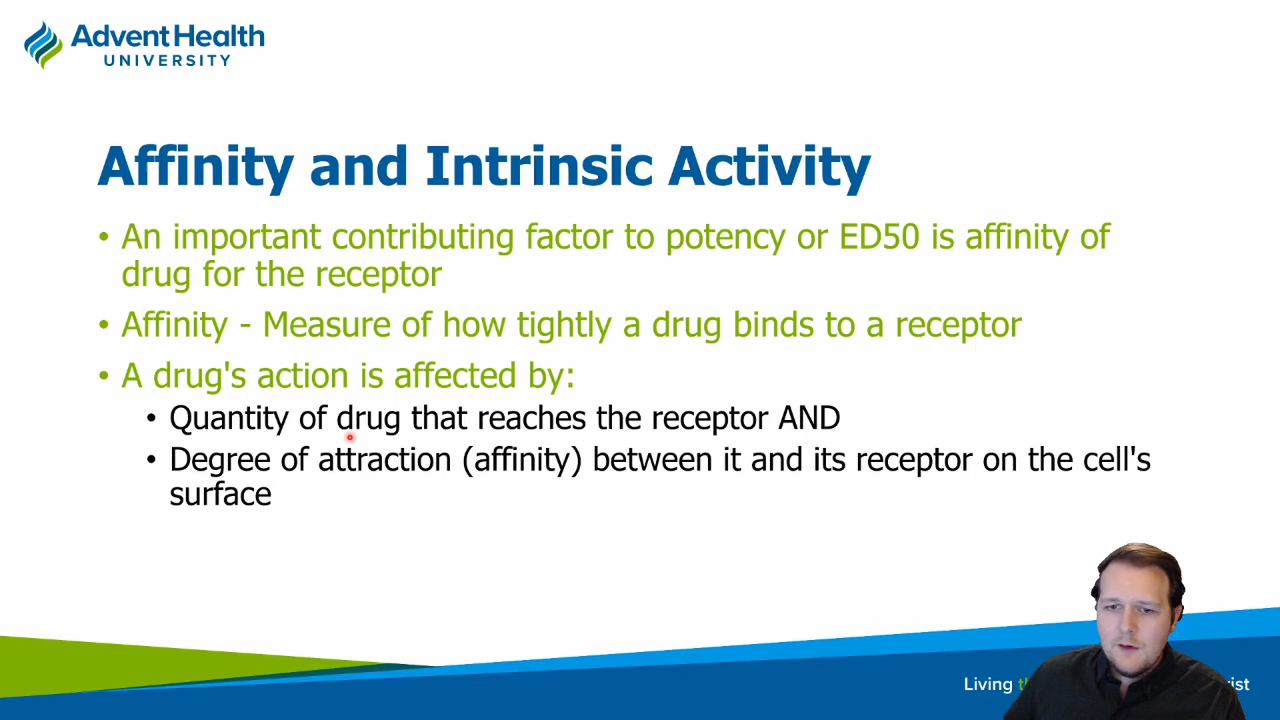 AdventHealth
UNIVERSITY
Affinity and Intrinsic Activity
• An important contributing factor to potency or ED50 is affinity of
drug for the receptor
• Affinity - Measure of how tightly a drug binds to a receptor
• A drug's action is affected by:
• Quantity of drug that reaches the receptor AND
• Degree of attraction (affinity) between it and its receptor on the cell's
surface
Living